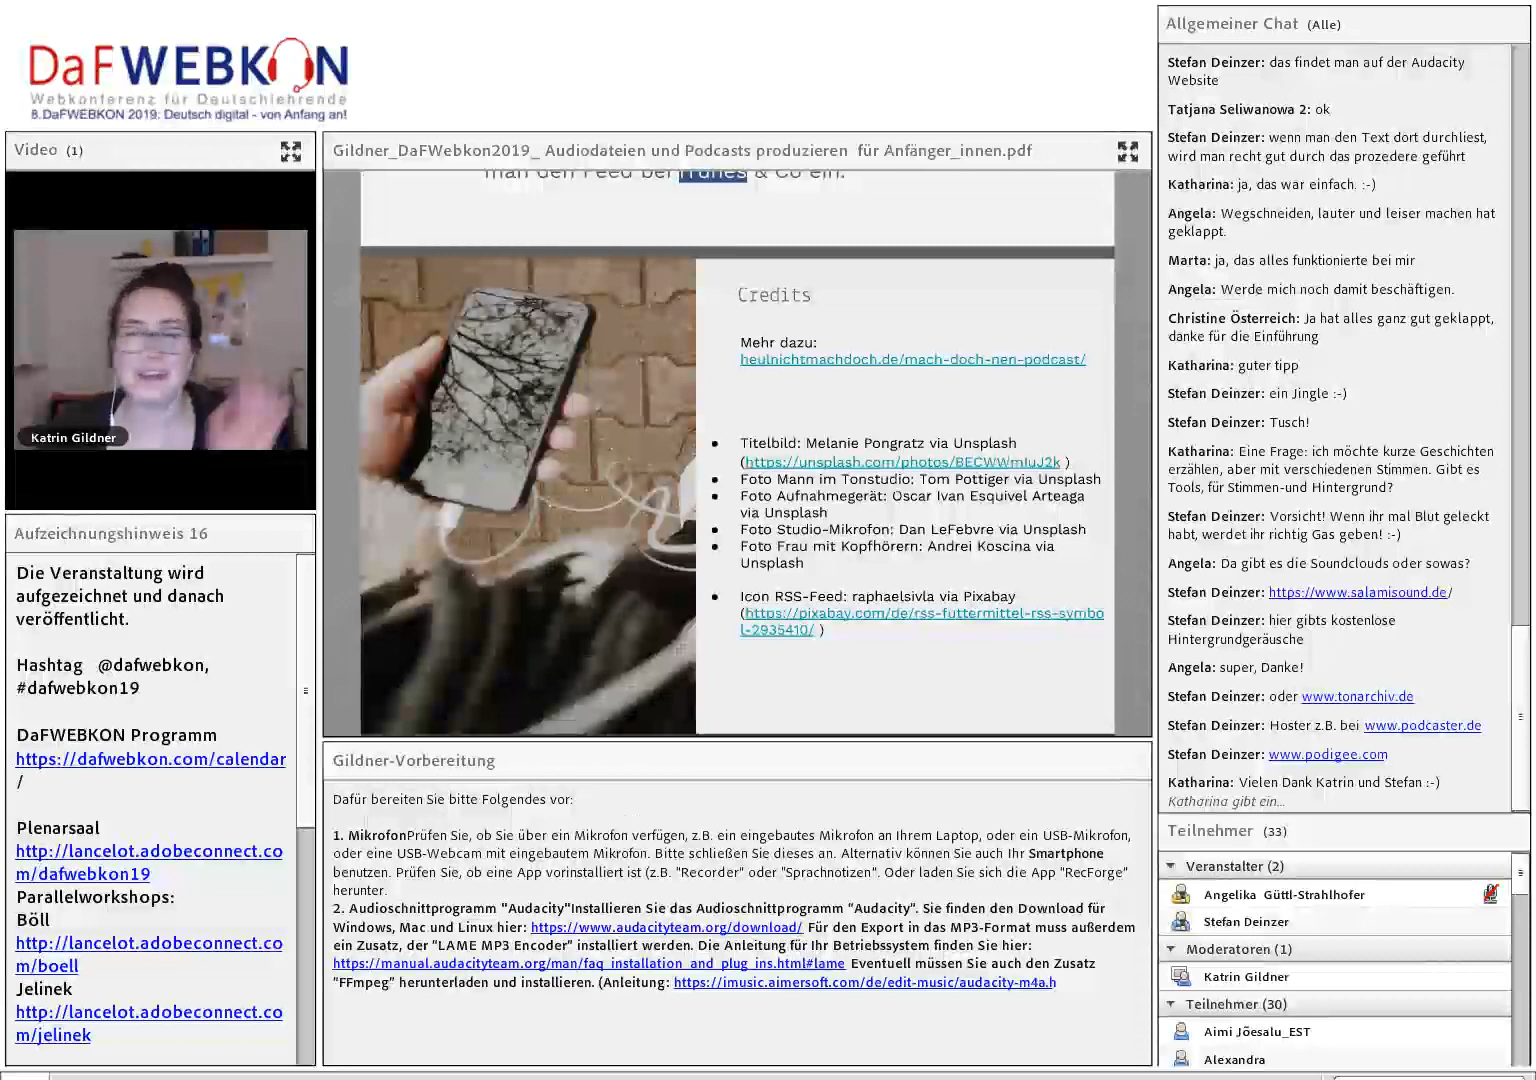 DaFWEBKON
Webkonferenz für Deutschlehrende
8.DaFWEBKON 2019: Deutsch digital - von Anfang an!
Video (1)
Katrin Gildner
Aufzeichnungshinweis 16
Die Veranstaltung wird
aufgezeichnet und danach
veröffentlicht.
Hashtag @dafwebkon,
#dafwebkon19
DaFWEBKON Programm
https://dafwebkon.com/calendar
/
Plenarsaal
http://lancelot.adobeconnect.co
m/dafwebkon19
Parallelworkshops:
Böll
http://lancelot.adobeconnect.co
m/boell
Jelinek
http://lancelot.adobeconnect.co
m/jelinek
Gildner_DaFWebkon2019_ Audiodateien und Podcasts produzieren für Anfänger_innen.pdf
man den Feed bei iTunes & Co ein.
Credits
Mehr dazu:
heulnichtmachdoch.de/mach-doch-nen-podcast/
Titelbild: Melanie Pongratz via Unsplash
(https://unsplash.com/photos/BECWWmIuJ2k )
Foto Mann im Tonstudio: Tom Pottiger via Unsplash
Foto Aufnahmegerät: Oscar Ivan Esquivel Arteaga
via Unsplash
Foto Studio-Mikrofon: Dan LeFebvre via Unsplash
Foto Frau mit Kopfhörern: Andrei Koscina via
Unsplash
Icon RSS-Feed: raphaelsivla via Pixabay
(https://pixabay.com/de/rss-futtermittel-rss-symbo
l-2935410/ )
Gildner-Vorbereitung
Dafür bereiten Sie bitte Folgendes vor:
1. MikrofonPrüfen Sie, ob Sie über ein Mikrofon verfügen, z.B. ein eingebautes Mikrofon an Ihrem Laptop, oder ein USB-Mikrofon,
oder eine USB-Webcam mit eingebautem Mikrofon. Bitte schließen Sie dieses an. Alternativ können Sie auch Ihr Smartphone
benutzen. Prüfen Sie, ob eine App vorinstalliert ist (z.B. "Recorder" oder "Sprachnotizen". Oder laden Sie sich die App "RecForge"
herunter.
2. Audioschnittprogramm "Audacity"Installieren Sie das Audioschnittprogramm "Audacity". Sie finden den Download für
Windows, Mac und Linux hier: https://www.audacityteam.org/download/ Für den Export in das MP3-Format muss außerdem
ein Zusatz, der "LAME MP3 Encoder" installiert werden. Die Anleitung für Ihr Betriebssystem finden Sie hier:
https://manual.audacityteam.org/man/faq_installation_and_plug_ins.html#lame Eventuell müssen Sie auch den Zusatz
"FFmpeg" herunterladen und installieren. (Anleitung: https://imusic.aimersoft.com/de/edit-music/audacity-m4a.h
Allgemeiner Chat (Alle)
Stefan Deinzer: das findet man auf der Audacity
Website
Tatjana Seliwanowa 2: ok
Stefan Deinzer: wenn man den Text dort durchliest,
wird man recht gut durch das prozedere geführt
Katharina: ja, das war einfach. :-)
Angela: Wegschneiden, lauter und leiser machen hat
geklappt.
Marta: ja, das alles funktionierte bei mir
Angela: Werde mich noch damit beschäftigen.
Christine Österreich: Ja hat alles ganz gut geklappt,
danke für die Einführung
Katharina: guter tipp
Stefan Deinzer: ein Jingle :-)
Stefan Deinzer: Tusch!
Katharina: Eine Frage: ich möchte kurze Geschichten
erzählen, aber mit verschiedenen Stimmen. Gibt es
Tools, für Stimmen-und Hintergrund?
Stefan Deinzer: Vorsicht! Wenn ihr mal Blut geleckt
habt, werdet ihr richtig Gas geben! :-)
Angela: Da gibt es die Soundclouds oder sowas?
Stefan Deinzer: https://www.salamisound.de/
Stefan Deinzer: hier gibts kostenlose
Hintergrundgeräusche
Angela: super, Danke!
Stefan Deinzer: oder www.tonarchiv.de
Stefan Deinzer: Hoster z.B. bei www.podcaster.de
Stefan Deinzer: www.podigee.com
Katharina: Vielen Dank Katrin und Stefan :-)
Katharina gibt ein...
Teilnehmer (33)
Veranstalter (2)
Angelika Güttl-Strahlhofer
Stefan Deinzer
Moderatoren (1)
Katrin Gildner
Teilnehmer (30)
Aimi Jõesalu_EST
Alexandra